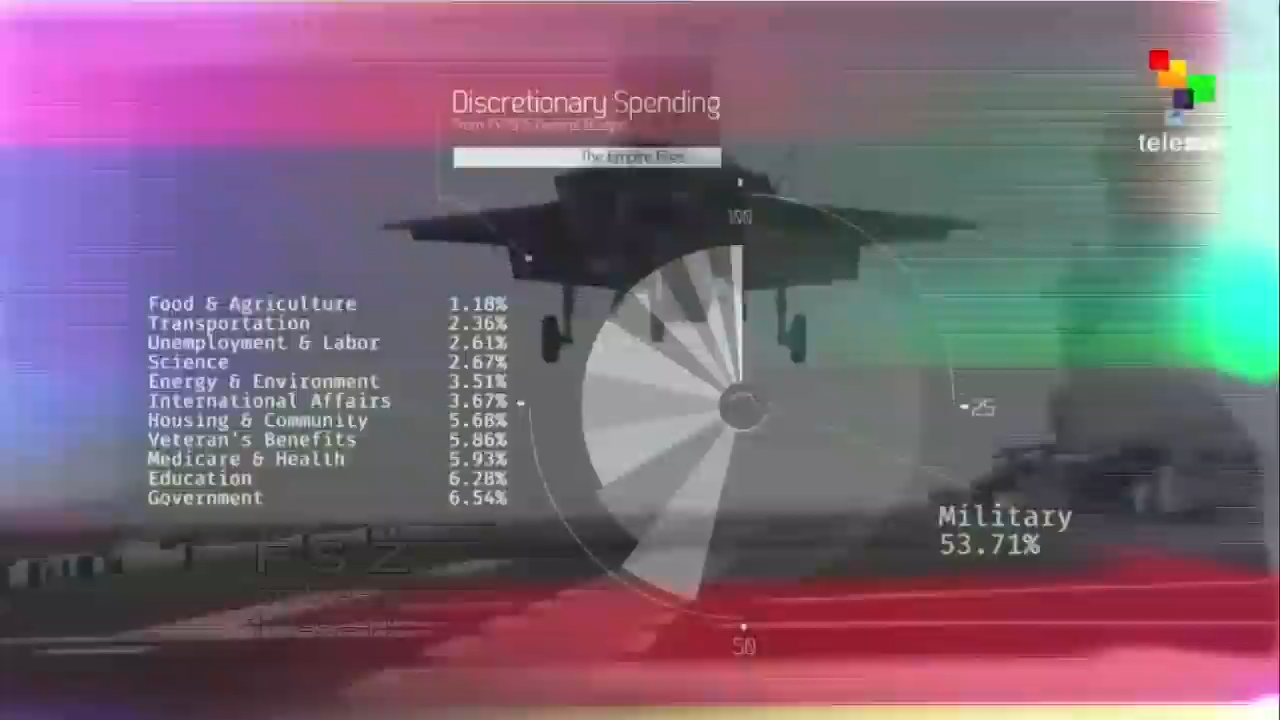 Discretionary Spending
The Empire Files
100
Food & Agriculture 1.18%
Transportation 2.36%
Unemployment & Labor 2.61%
Science 2.67%
Energy & Environment 3.51%
International Affairs 3.67%
Housing & Community 5.68%
Veteran's Benefits 5.86%
Medicare & Health 5.93%
Education 6.28%
Government 6.54%
25
Military
53.71%
50